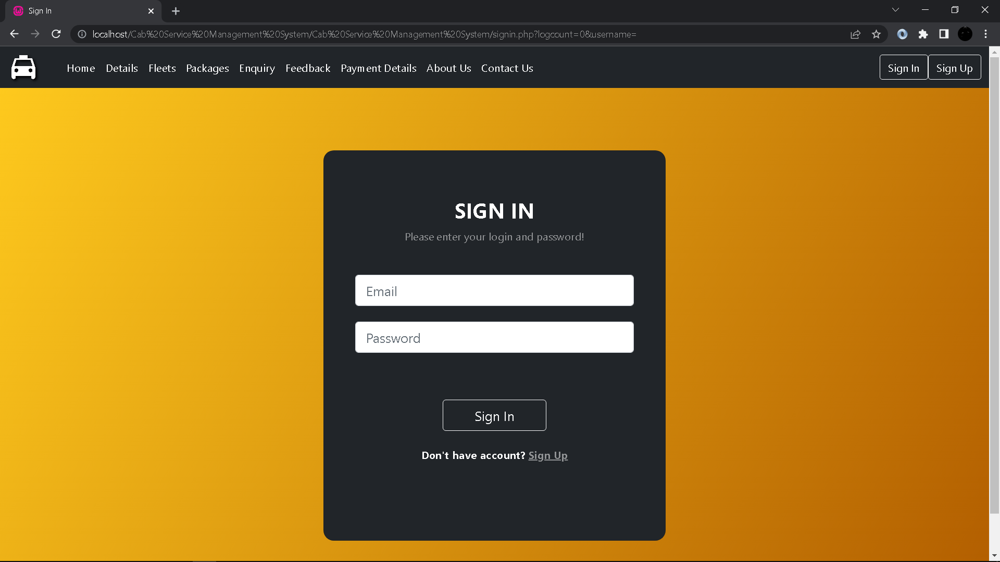 Sign In
localhost/Cab%20Service%20Management%20System/Cab%20Service%20Management%20System/signin.php?logcount=0&username=
Home Details Fleets Packages Enquiry Feedback Payment Details About Us Contact Us Sign In Sign Up
SIGN IN
Please enter your login and password!
Email
Password
Sign In
Don't have account? Sign Up